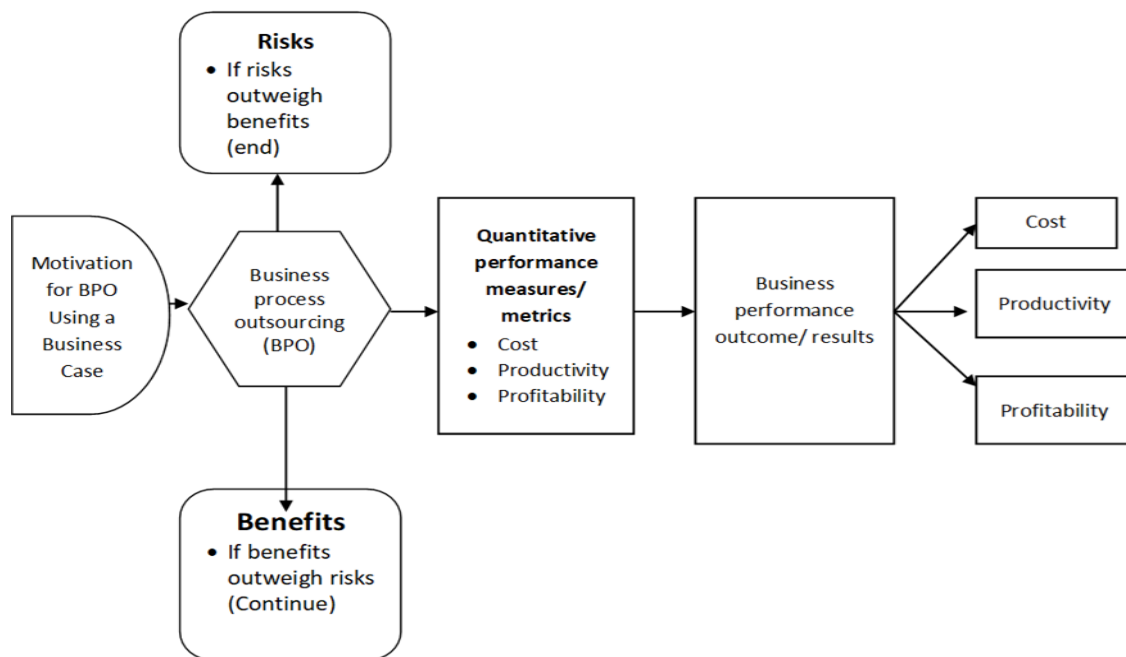 Risks
• If risks
outweigh
benefits
(end)
Motivation
for BPO
Using a
Business
Case
Business
process
outsourcing
(BPO)
Quantitative
performance
measures/
metrics
• Cost
• Productivity
• Profitability
Business
performance
outcome/ results
Cost
Productivity
Profitability
Benefits
• If benefits
outweigh risks
(Continue)